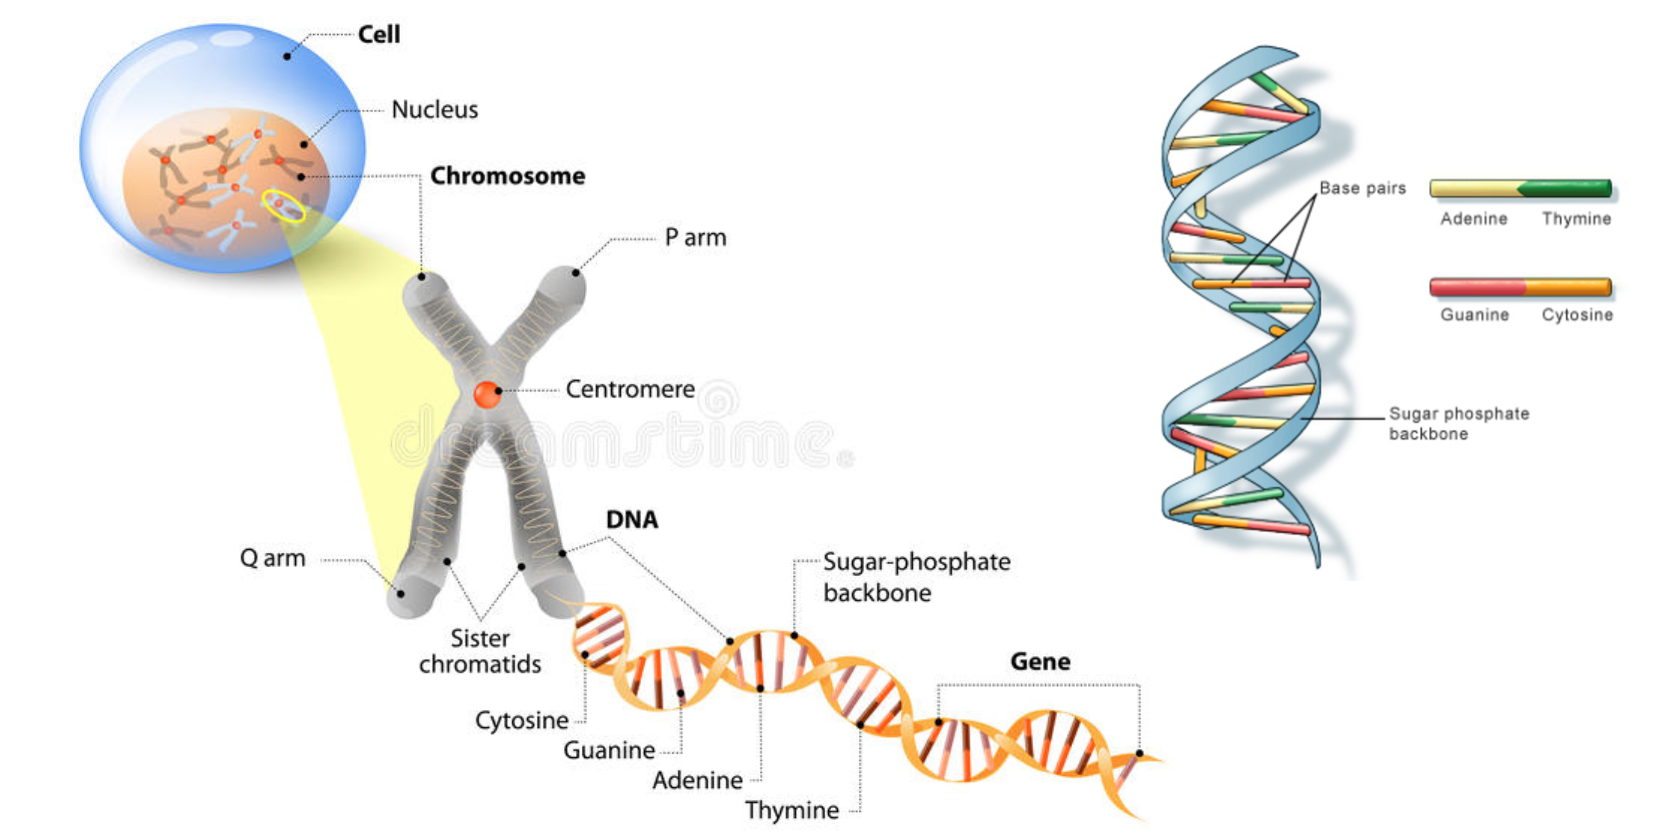 Cell
Nucleus
Chromosome
P arm
Centromere
dreamstime.
DNA
Q arm
Sister
chromatids
Sugar-phosphate
backbone
Gene
Cytosine
Guanine
Adenine
Thymine
Base pairs
Adenine Thymine
Guanine Cytosine
Sugar phosphate
backbone